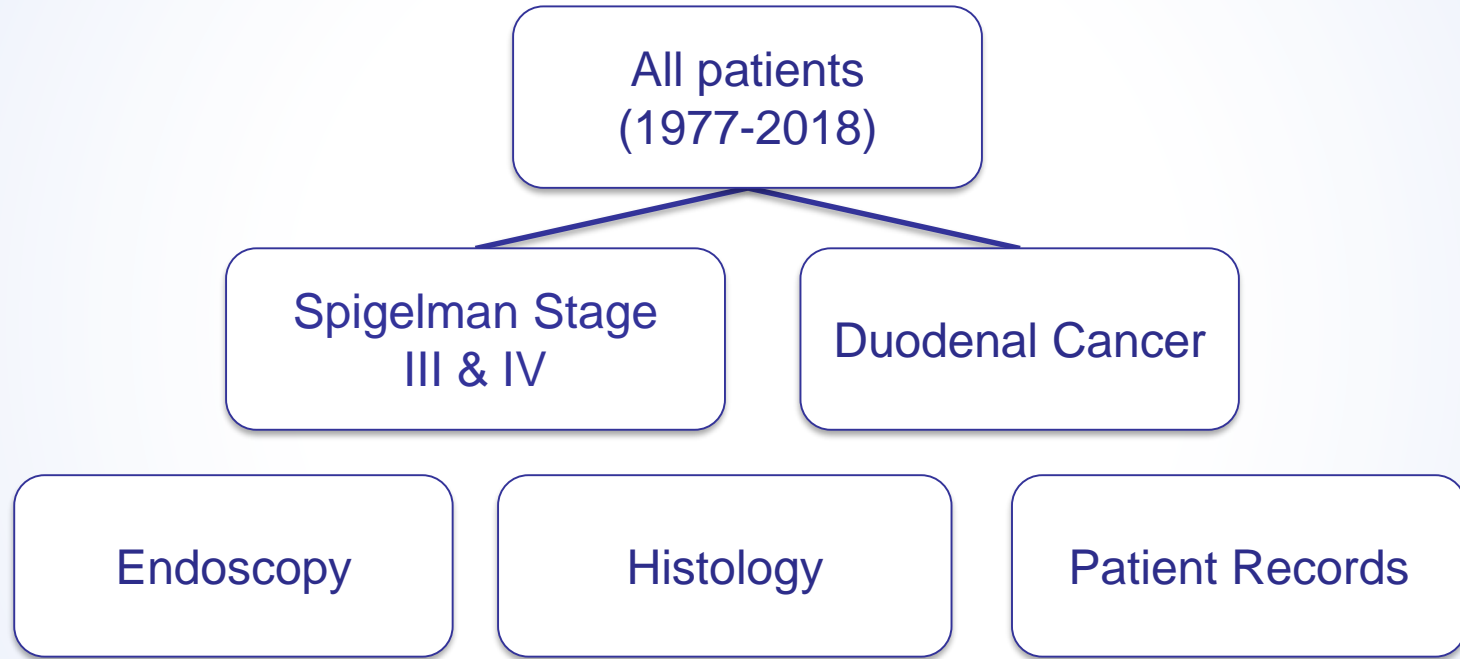 All patients
(1977-2018)
Spigelman Stage
III & IV
Duodenal Cancer
Endoscopy
Histology
Patient Records